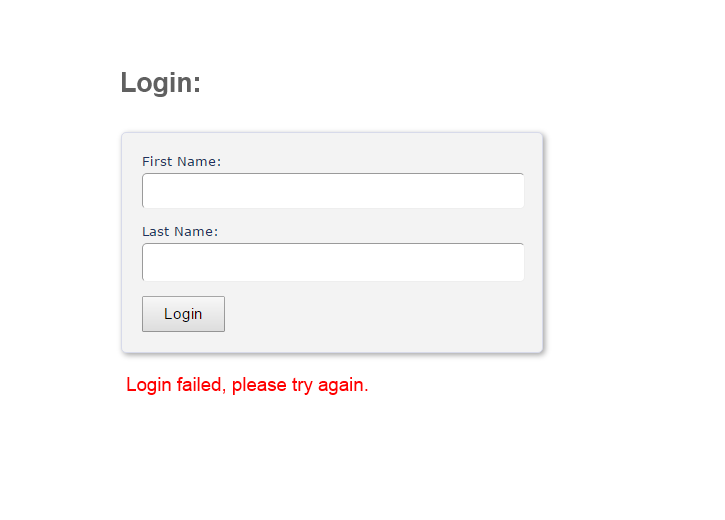 Login:
First Name:
Last Name:
Login
Login failed, please try again.